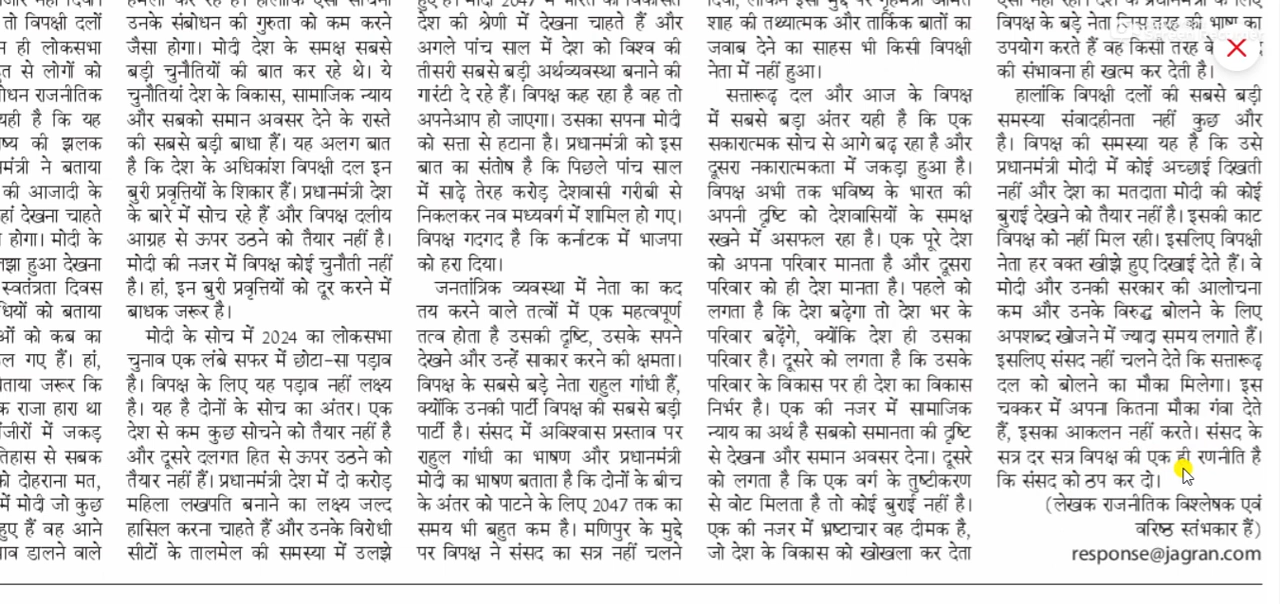 तो विपक्षी दलों
न ही लोकसभा
त से लोगों को
ोधन राजनीतिक
यही है कि यह
ष्य की झलक
मंत्री ने बताया
की आजादी के
हां देखना चाहते
होगा। मोदी के
झा हुआ देखना
स्वतंत्रता दिवस
धियों को बताया
ओं को कब का
ल गए हैं। हां,
ताया जरूर कि
क राजा हारा था
ंजीरों में जकड़
तिहास से सबक
को दोहराना मत,
में मोदी जो कुछ
हुए हैं वह आने
ाव डालने वाले
उनके संबोधन की गुरुता को कम करने
जैसा होगा। मोदी देश के समक्ष सबसे
बड़ी चुनौतियों की बात कर रहे थे। ये
चुनौतियां देश के विकास, सामाजिक न्याय
और सबको समान अवसर देने के रास्ते
की सबसे बड़ी बाधा हैं। यह अलग बात
है कि देश के अधिकांश विपक्षी दल इन
बुरी प्रवृत्तियों के शिकार हैं। प्रधानमंत्री देश
के बारे में सोच रहे हैं और विपक्ष दलीय
आग्रह से ऊपर उठने को तैयार नहीं है।
मोदी की नजर में विपक्ष कोई चुनौती नहीं
है। हां, इन बुरी प्रवृत्तियों को दूर करने में
बाधक जरूर है।
मोदी के सोच में 2024 का लोकसभा
चुनाव एक लंबे सफर में छोटा-सा पड़ाव
है। विपक्ष के लिए यह पड़ाव नहीं लक्ष्य
है। यह है दोनों के सोच का अंतर। एक
देश से कम कुछ सोचने को तैयार नहीं है
और दूसरे दलगत हित से ऊपर उठने को
तैयार नहीं हैं। प्रधानमंत्री देश में दो करोड़
महिला लखपति बनाने का लक्ष्य जल्द
हासिल करना चाहते हैं और उनके विरोधी
सीटों के तालमेल की समस्या में उलझे
देश की श्रेणी में देखना चाहते हैं और
अगले पांच साल में देश को विश्व की
तीसरी सबसे बड़ी अर्थव्यवस्था बनाने की
गारंटी दे रहे हैं। विपक्ष कह रहा है वह तो
अपनेआप हो जाएगा। उसका सपना मोदी
को सत्ता से हटाना है। प्रधानमंत्री को इस
बात का संतोष है कि पिछले पांच साल
में साढ़े तेरह करोड़ देशवासी गरीबी से
निकलकर नव मध्यवर्ग में शामिल हो गए।
विपक्ष गदगद है कि कर्नाटक में भाजपा
को हरा दिया।
जनतांत्रिक व्यवस्था में नेता का कद
तय करने वाले तत्वों में एक महत्वपूर्ण
तत्व होता है उसकी दृष्टि, उसके सपने
देखने और उन्हें साकार करने की क्षमता।
विपक्ष के सबसे बड़े नेता राहुल गांधी हैं,
क्योंकि उनकी पार्टी विपक्ष की सबसे बड़ी
पार्टी है। संसद में अविश्वास प्रस्ताव पर
राहुल गांधी का भाषण और प्रधानमंत्री
मोदी का भाषण बताता है कि दोनों के बीच
के अंतर को पाटने के लिए 2047 तक का
समय भी बहुत कम है। मणिपुर के मुद्दे
पर विपक्ष ने संसद का सत्र नहीं चलने
शाह की तथ्यात्मक और तार्किक बातों का
जवाब देने का साहस भी किसी विपक्षी
नेता में नहीं हुआ।
सत्तारूढ़ दल और आज के विपक्ष
में सबसे बड़ा अंतर यही है कि एक
सकारात्मक सोच से आगे बढ़ रहा है और
दूसरा नकारात्मकता में जकड़ा हुआ है।
विपक्ष अभी तक भविष्य के भारत की
अपनी दृष्टि को देशवासियों के समक्ष
रखने में असफल रहा है। एक पूरे देश
को अपना परिवार मानता है और दूसरा
परिवार को ही देश मानता है। पहले को
लगता है कि देश बढ़ेगा तो देश भर के
परिवार बढ़ेंगे, क्योंकि देश ही उसका
परिवार है। दूसरे को लगता है कि उसके
परिवार के विकास पर ही देश का विकास
निर्भर है। एक की नजर में सामाजिक
न्याय का अर्थ है सबको समानता की दृष्टि
से देखना और समान अवसर देना। दूसरे
को लगता है कि एक वर्ग के तुष्टीकरण
से वोट मिलता है तो कोई बुराई नहीं है।
एक की नजर में भ्रष्टाचार वह दीमक है,
जो देश के विकास को खोखला कर देता
विपक्ष के बड़े नेता जिस तरह की भाषा का
उपयोग करते हैं वह किसी तरह
की संभावना ही खत्म कर देती है।
हालांकि विपक्षी दलों की सबसे बड़ी
समस्या संवादहीनता नहीं कुछ और
है। विपक्ष की समस्या यह है कि उसे
प्रधानमंत्री मोदी में कोई अच्छाई दिखती
नहीं और देश का मतदाता मोदी की कोई
बुराई देखने को तैयार नहीं है। इसकी काट
विपक्ष को नहीं मिल रही। इसलिए विपक्षी
नेता हर वक्त खीझे हुए दिखाई देते हैं। वे
मोदी और उनकी सरकार की आलोचना
कम और उनके विरुद्ध बोलने के लिए
अपशब्द खोजने में ज्यादा समय लगाते हैं।
इसलिए संसद नहीं चलने देते कि सत्तारूढ़
दल को बोलने का मौका मिलेगा। इस
चक्कर में अपना कितना मौका गंवा देते
हैं, इसका आकलन नहीं करते। संसद के
सत्र दर सत्र विपक्ष की एक ही रणनीति है
कि संसद को ठप कर दो।
(लेखक राजनीतिक विश्लेषक एवं
वरिष्ठ स्तंभकार हैं)
response@jagran.com